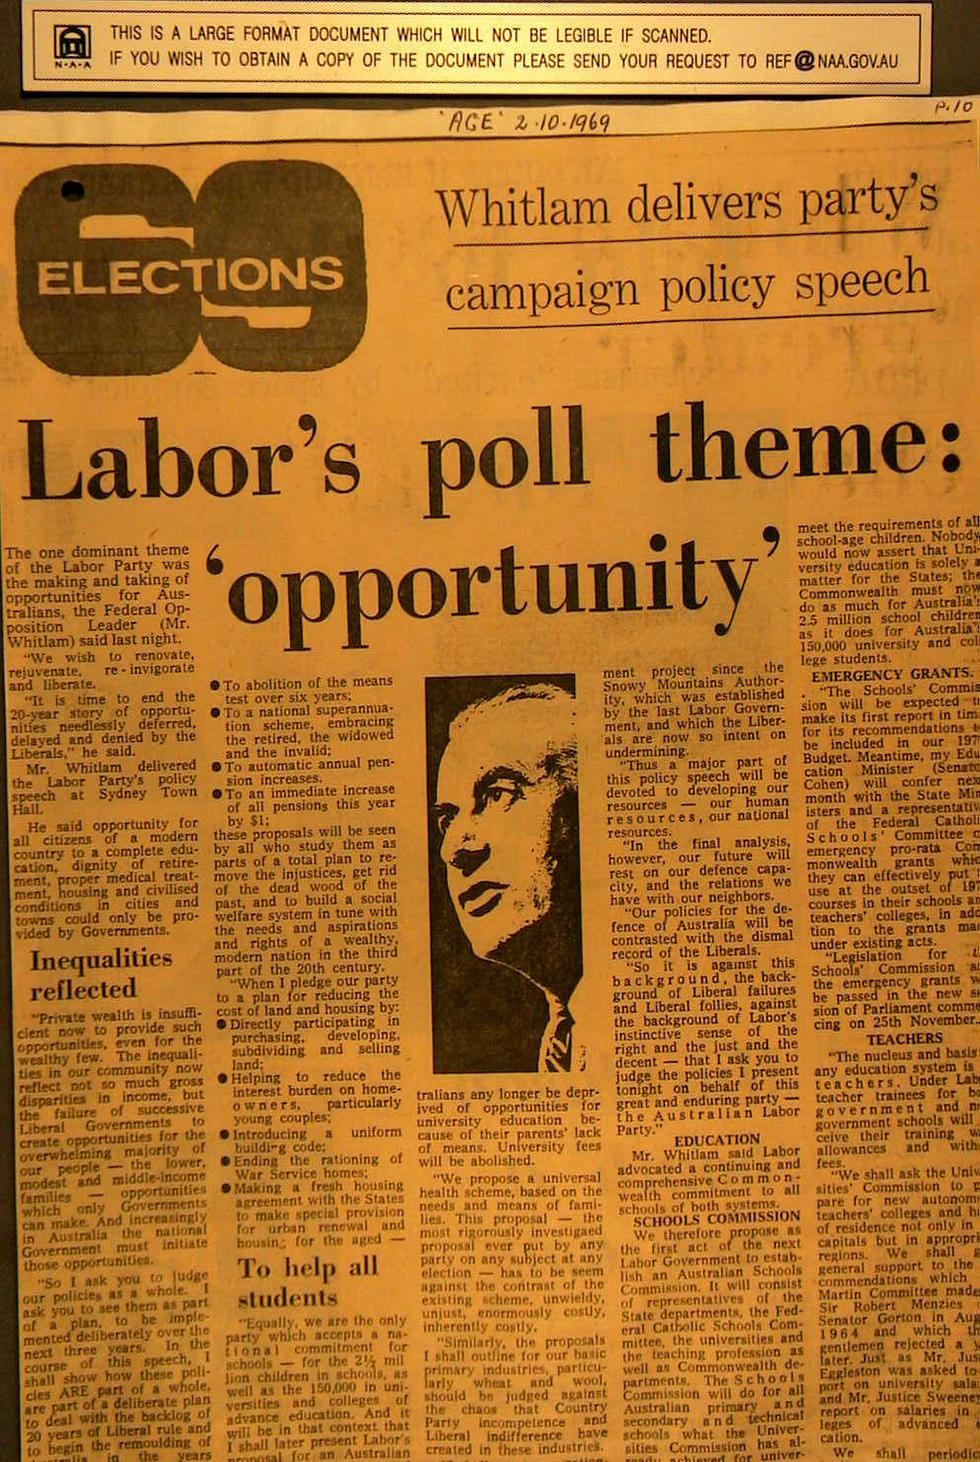 THIS IS A LARGE FORMAT DOCUMENT WHICH WILL NOT BE LEGIBLE IF SCANNED.
IF YOU WISH TO OBTAIN A COPY OF THE DOCUMENT PLEASE SEND YOUR REQUEST TO REF@NAA.GOV.AU
N·A·A
'AGE' 2.10.1969
P.10
69
ELECTIONS
Whitlam delivers party's
campaign policy speech
Labor's poll theme:
'opportunity'
The one dominant theme
of the Labor Party was
the making and taking of
opportunities for Aus-
tralians, the Federal Op-
position Leader (Mr.
Whitlam) said last night.
"We wish to renovate,
rejuvenate, re-invigorate
and liberate.
"It is time to end the
20-year story of opportu-
nities needlessly deferred,
delayed and denied by the
Liberals," he said.
Mr. Whitlam delivered
the Labor Party's policy
speech at Sydney Town
Hall.
He said opportunity for
all citizens of a modern
country to a complete edu-
cation, dignity of retire-
ment, proper medical treat-
ment, housing and civilised
conditions in cities and
towns could only be pro-
vided by Governments.
Inequalities
reflected
"Private wealth is insuffi-
cient now to provide such
opportunities, even for the
wealthy few. The inequali-
ties in our community now
reflect not so much gross
disparities in income, but
the failure of successive
Liberal Governments to
create opportunities for the
overwhelming majority of
our people — the lower,
modest and middle-income
families — opportunities
which only Governments
can make. And increasingly
in Australia the national
Government must initiate
those opportunities.
"So I ask you to judge
our policies as a whole. I
ask you to see them as part
of a plan, to be imple-
mented deliberately over the
next three years. In the
course of this speech, I
shall show how these poli-
cies ARE part of a whole,
are part of a deliberate plan
to deal with the backlog of
20 years of Liberal rule and
to begin the remoulding of
in the years
● To abolition of the means
test over six years;
● To a national superannua-
tion scheme, embracing
the retired, the widowed
and the invalid;
● To automatic annual pen-
sion increases.
● To an immediate increase
of all pensions this year
by $1;
these proposals will be seen
by all who study them as
parts of a total plan to re-
move the injustices, get rid
of the dead wood of the
past, and to build a social
welfare system in tune with
the needs and aspirations
and rights of a wealthy,
modern nation in the third
part of the 20th century.
"When I pledge our party
to a plan for reducing the
cost of land and housing by:
● Directly participating in
purchasing, developing,
subdividing and selling
land;
● Helping to reduce the
interest burden on home-
owners, particularly
young couples;
● Introducing a uniform
building code;
● Ending the rationing of
War Service homes;
● Making a fresh housing
agreement with the States
to make special provision
for urban renewal and
housing for the aged —
To help all
students
"Equally, we are the only
party which accepts a na-
tional commitment for
schools — for the 2½ mil
lion children in schools, as
well as the 150,000 in uni-
versities and colleges of
advance education. And it
will be in that context that
I shall later present Labor's
proposal for an Australian
tralians any longer be depr-
ived of opportunities for
university education be-
cause of their parents' lack
of means. University fees
will be abolished.
"We propose a universal
health scheme, based on the
needs and means of fami-
lies. This proposal — the
most rigorously investigaed
proposal ever put by any
party on any subject at any
election — has to be seen
against the contrast of the
existing scheme, unwieldy,
unjust, enormously costly,
inherently costly.
"Similarly, the proposals
I shall outline for our basic
primary industries, particu-
larly wheat and wool,
should be judged against
the chaos that Country
Party incompetence and
Liberal indifference have
created in these industries.
ment project since the
Snowy Mountains Author-
ity, which was established
by the last Labor Govern-
ment, and which the Liber-
als are now so intent on
undermining.
"Thus a major part of
this policy speech will be
devoted to developing our
resources — our human
resources, our national
resources.
"In the final analysis,
however, our future will
rest on our defence capa-
city, and the relations we
have with our neighbors.
"Our policies for the de-
fence of Australia will be
contrasted with the dismal
record of the Liberals.
"So it is against this
background, the back-
ground of Liberal failures
and Liberal follies, against
the background of Labor's
instinctive sense of the
right and the just and the
decent — that I ask you to
judge the policies I present
tonight on behalf of this
great and enduring party —
the Australian Labor
Party."
EDUCATION
Mr. Whitlam said Labor
advocated a continuing and
comprehensive Common-
wealth commitment to all
schools of both systems.
SCHOOLS COMMISSION
We therefore propose as
the first act of the next
Labor Government to estab-
lish an Australian Schools
Commission. It will consist
of representatives of the
State departments, the Fed-
eral Catholic Schools Com-
mittee, the universities and
the teaching profession as
well as Commonwealth de-
partments. The Schools
Commission will do for all
Australian primary and
secondary and technical
schools what the Univer-
sities Commission has al-
ready achieved for univer-
meet the requirements of all
school-age children. Nobody
would now assert that Uni-
versity education is solely a
matter for the States; the
Commonwealth must now
do as much for Australia's
2.5 million school children
as it does for Australia's
150,000 university and col-
lege students.
EMERGENCY GRANTS.
"The Schools' Commis-
sion will be expected
make its first report in time
for its recommendations
be included in our
Budget. Meantime, my Edu
cation Minister (Senator
Cohen) will confer next
month with the State Min
isters and a representative
of the Federal Catholic
Schools' Committee
emergency pro-rata Com
monwealth grants which
they can effectively put
use at the outset of
courses in their schools and
teachers' colleges, in addi
tion to the grants
under existing acts.
"Legislation for
Schools' Commission
the emergency grants
be passed in the new
sion of Parliament commen
cing on 25th November.
TEACHERS
"The nucleus and basis
any education system is
teachers. Under
teacher trainees for
government and
government schools will
ceive their training
allowances and
fees.
"We shall ask the
sities' Commission to
pare for new
teachers' colleges and
of residence not only in
capitals but in
regions. We shall
general support to the
commendations which
Martin Committee made
Sir Robert Menzies
Senator Gorton in
1964 and which
gentlemen rejected a
later. Just as Mr.
Eggleston was asked to
port on university
and Mr. Justice Sweeney
report on salaries in
leges of advanced
cation.
We shall